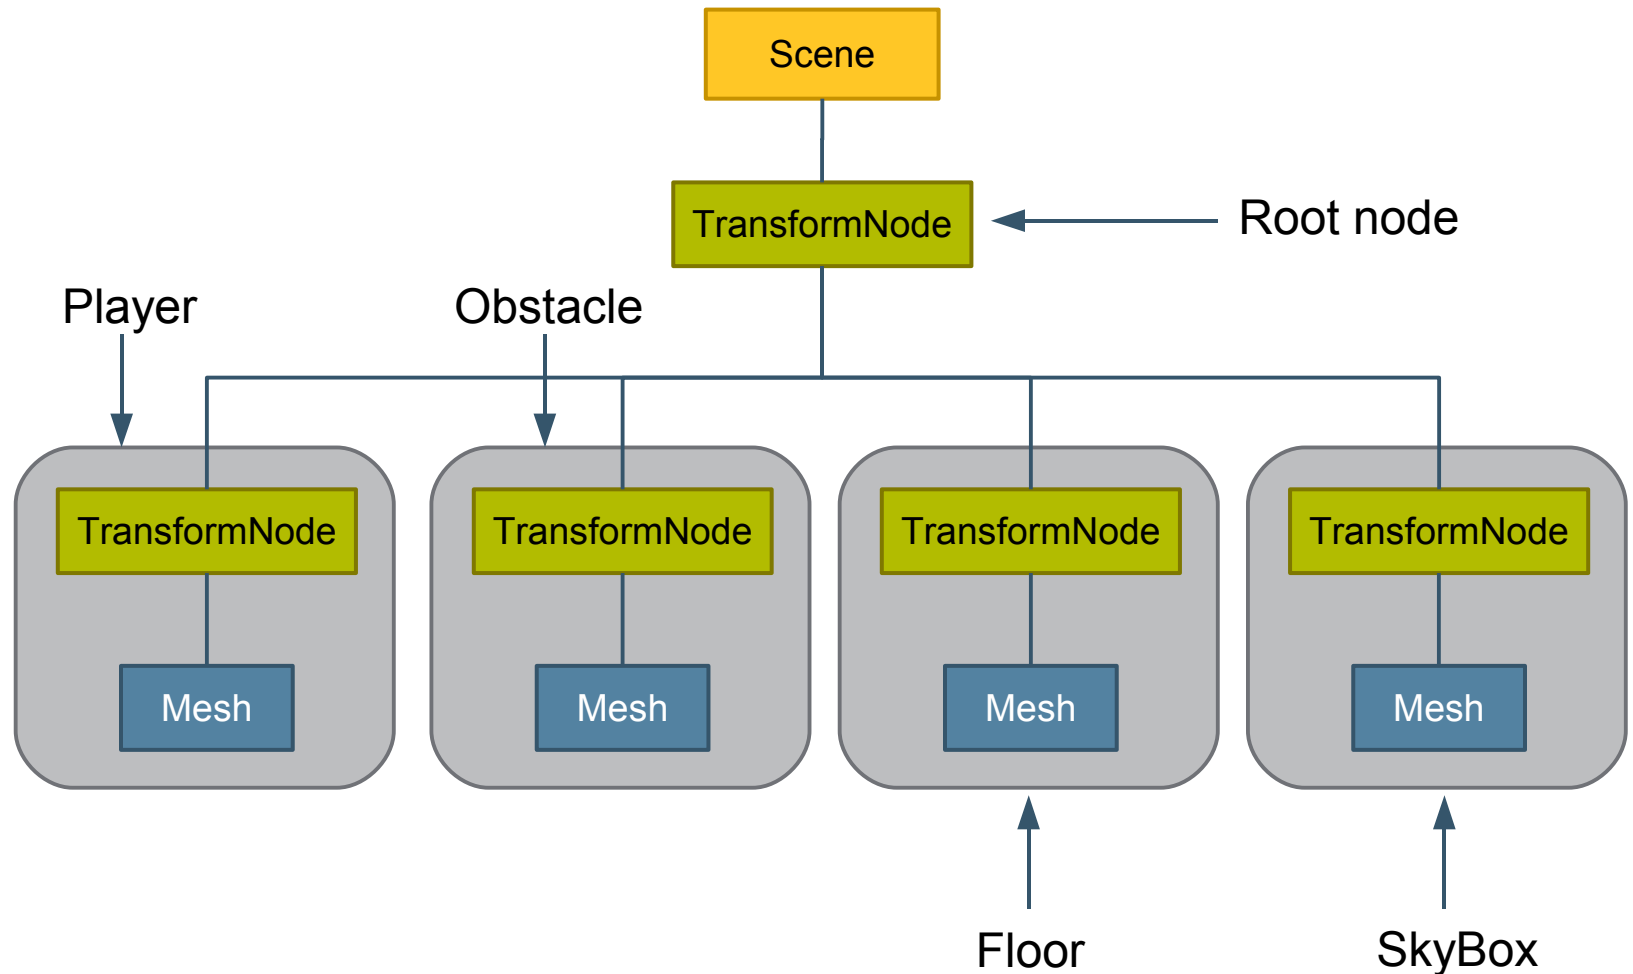 Scene
TransformNode
Root node
Player
Obstacle
TransformNode
TransformNode
TransformNode
TransformNode
Mesh
Mesh
Mesh
Mesh
Floor
SkyBox